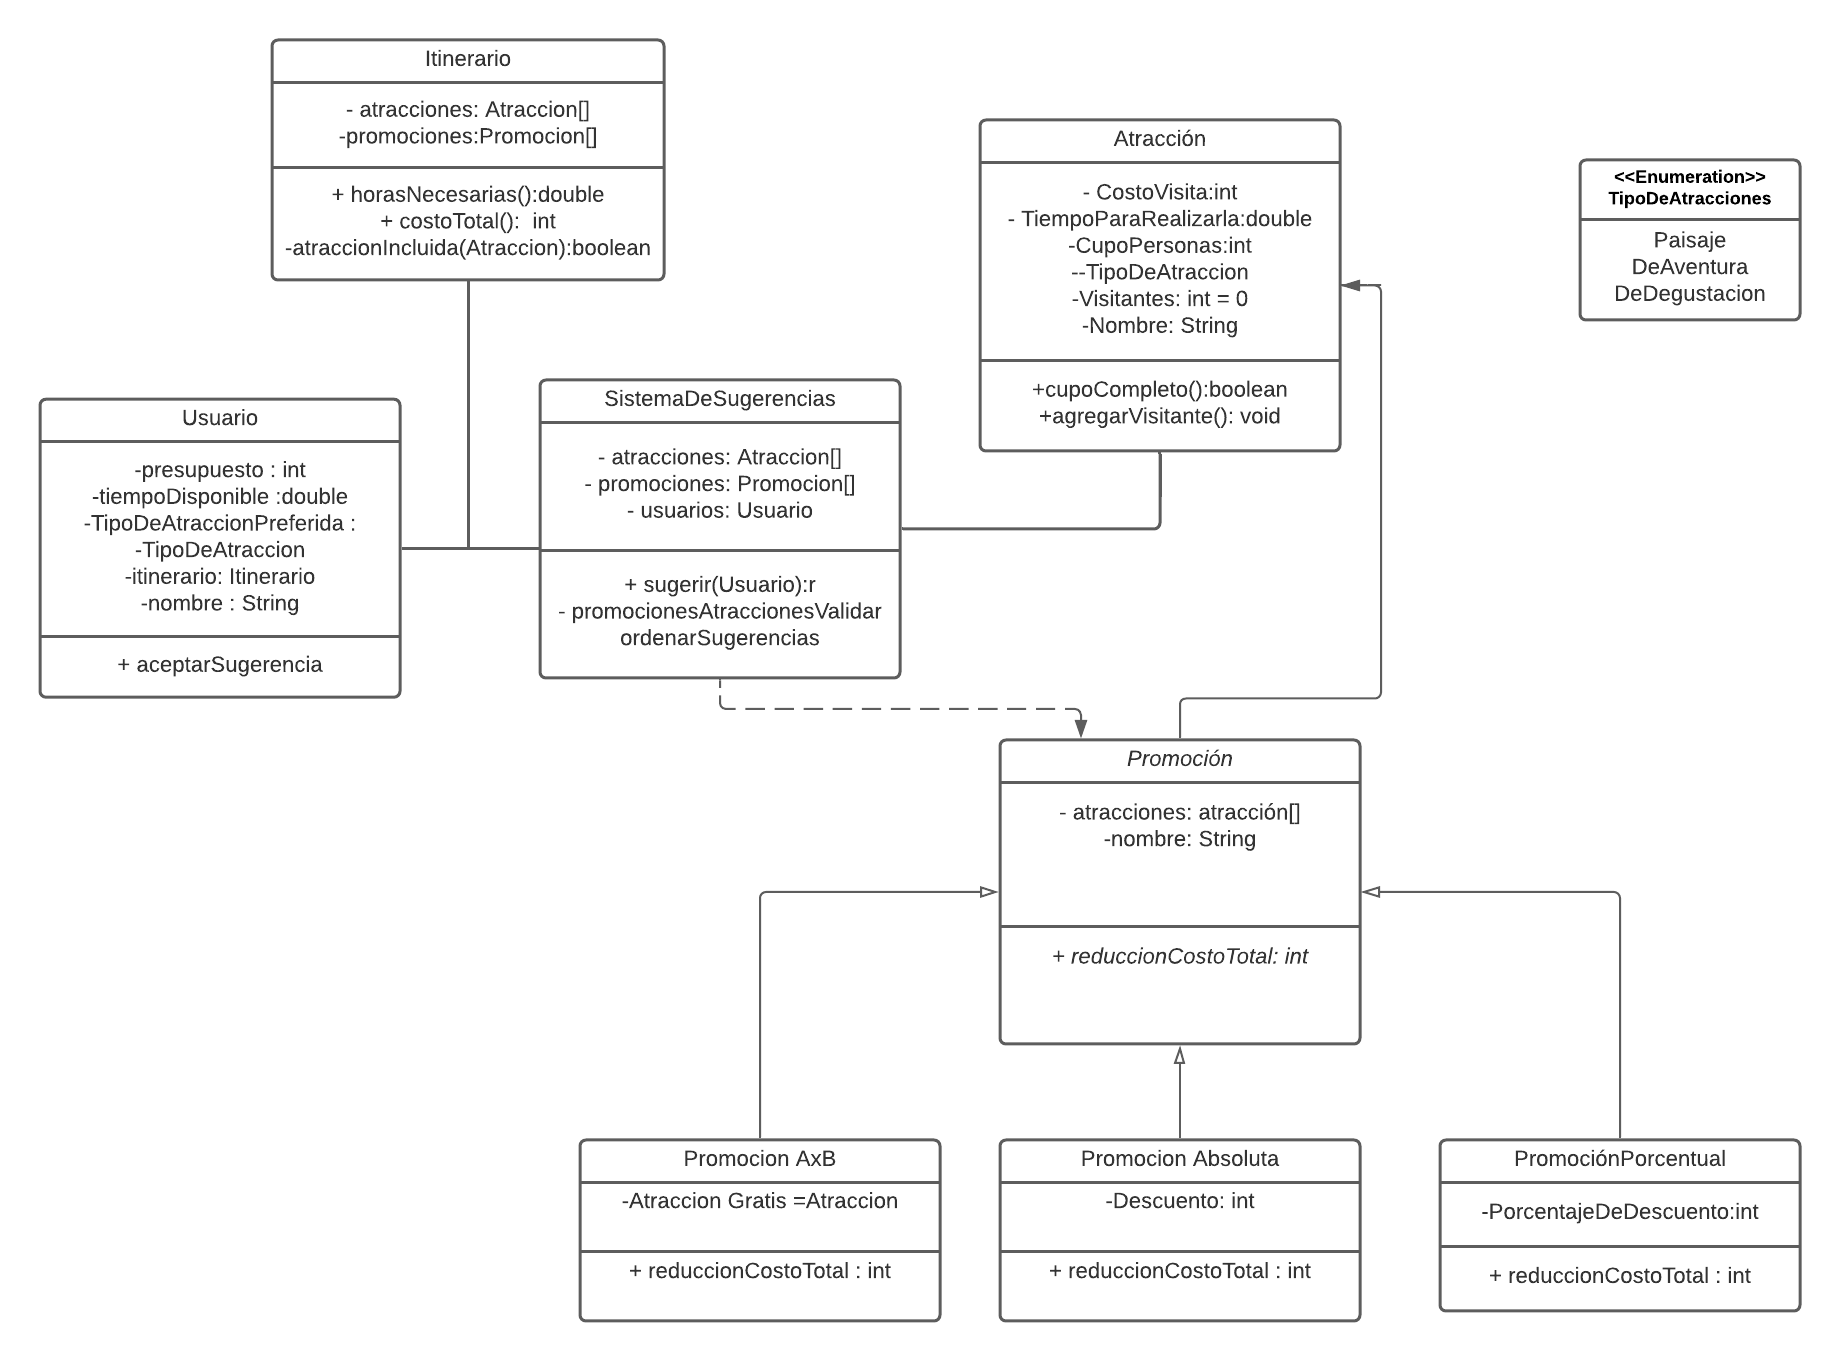 Itinerario
- atracciones: Atraccion[]
-promociones:Promocion[]
+ horasNecesarias():double
+ costoTotal():  int
-atraccionIncluida(Atraccion):boolean
Atracción
- CostoVisita:int
- TiempoParaRealizarla:double
-CupoPersonas:int
--TipoDeAtraccion
-Visitantes: int = 0
-Nombre: String
+cupoCompleto():boolean
+agregarVisitante(): void
<<Enumeration>>
TipoDeAtracciones
Paisaje
DeAventura
DeDegustacion
Usuario
-presupuesto : int
-tiempoDisponible :double
-TipoDeAtraccionPreferida :
-TipoDeAtraccion
-itinerario: Itinerario
-nombre : String
+ aceptarSugerencia
SistemaDeSugerencias
- atracciones: Atraccion[]
- promociones: Promocion[]
- usuarios: Usuario
+ sugerir(Usuario):r
- promocionesAtraccionesValidar
ordenarSugerencias
Promoción
- atracciones: atracción[]
-nombre: String
+ reduccionCostoTotal: int
Promocion AxB
-Atraccion Gratis =Atraccion
+ reduccionCostoTotal : int
Promocion Absoluta
-Descuento: int
+ reduccionCostoTotal : int
PromociónPorcentual
-PorcentajeDeDescuento:int
+ reduccionCostoTotal : int